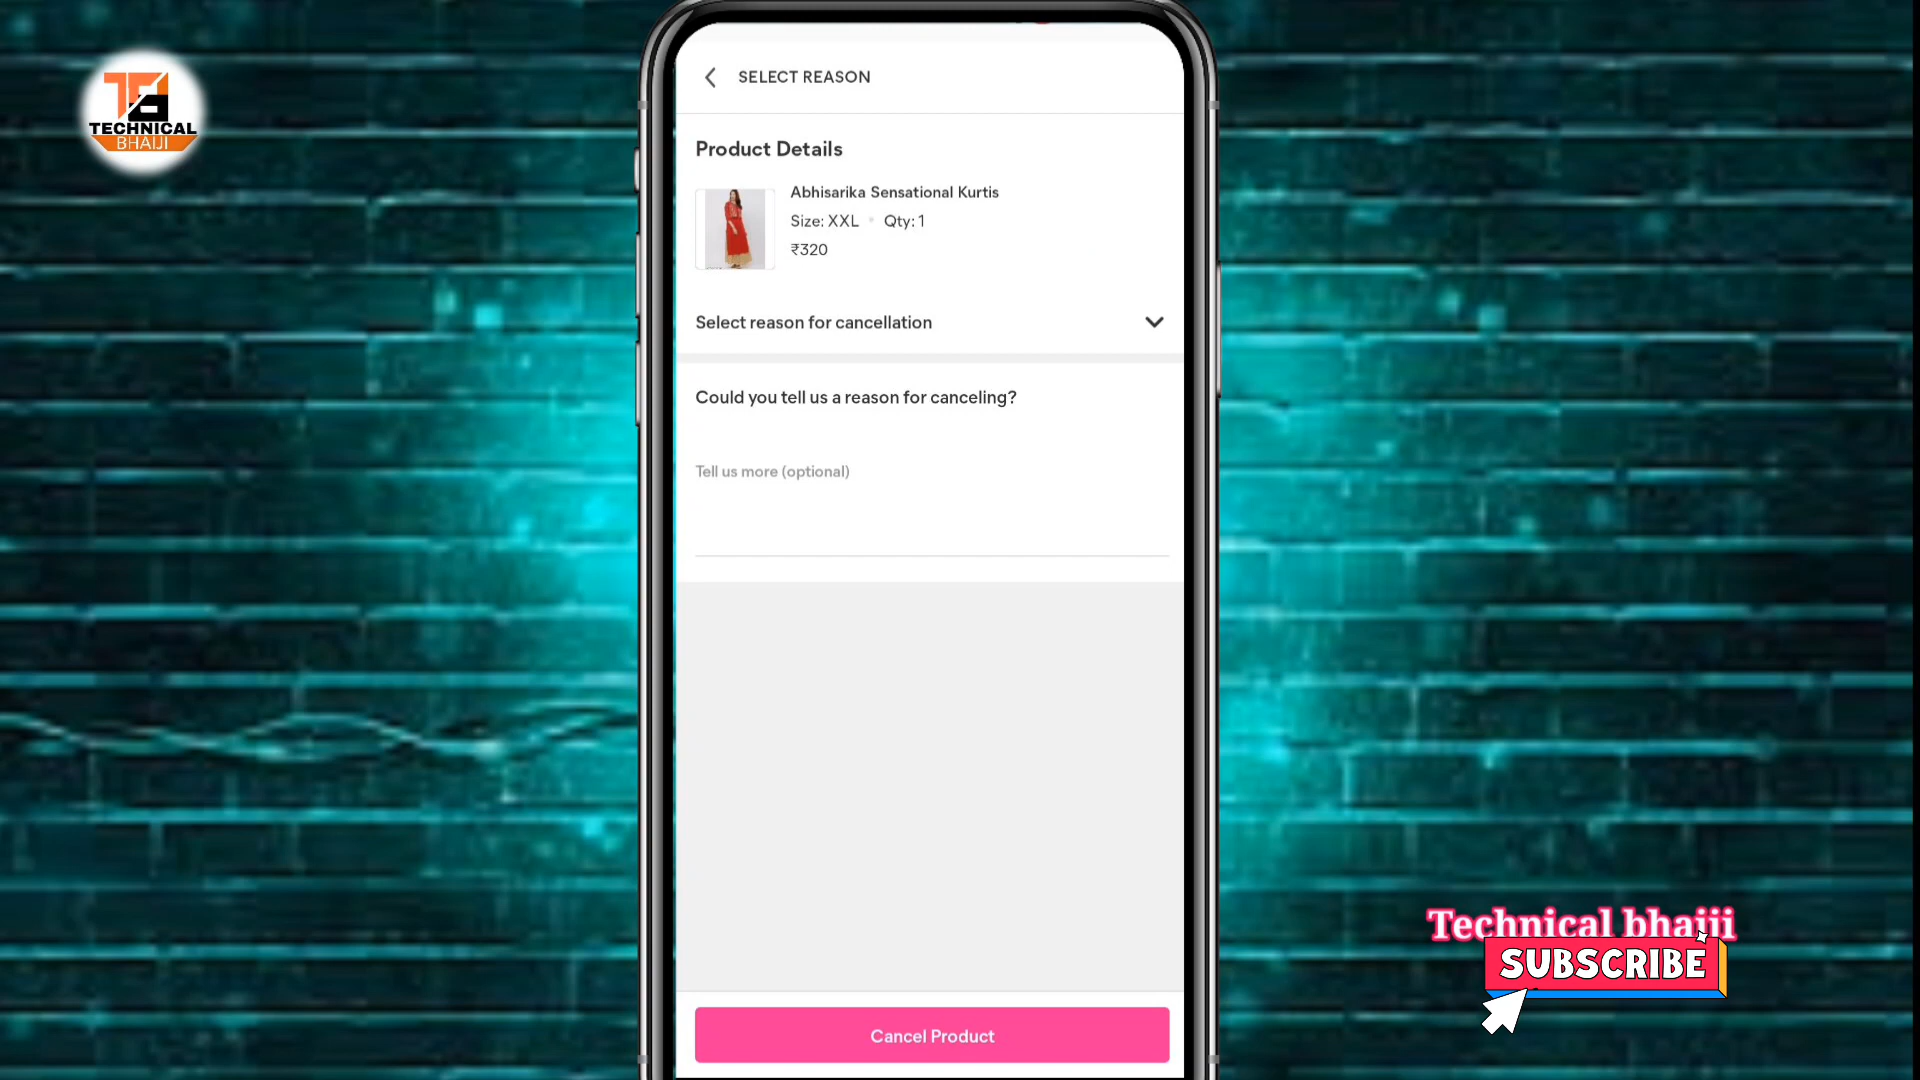 TECHNICAL
BHAIJI
SELECT REASON
Product Details
Abhisarika Sensational Kurtis
Size: XXL • Qty: 1
₹320
Select reason for cancellation
Could you tell us a reason for canceling?
Tell us more (optional)
Cancel Product
Technical bhaiji
SUBSCRIBE